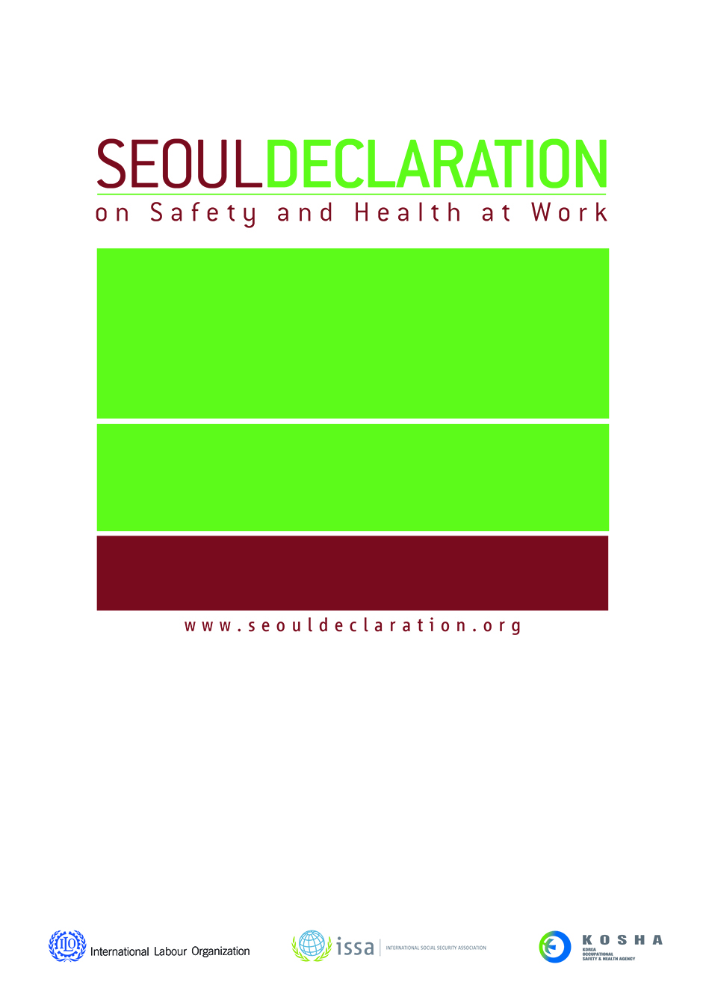 SEOULDECLARATION
on Safety and Health at Work
www.seouldeclaration.org
ILO International Labour Organization
issa INTERNATIONAL SOCIAL SECURITY ASSOCIATION
KOSHA
KOREA
OCCUPATIONAL
SAFETY & HEALTH AGENCY